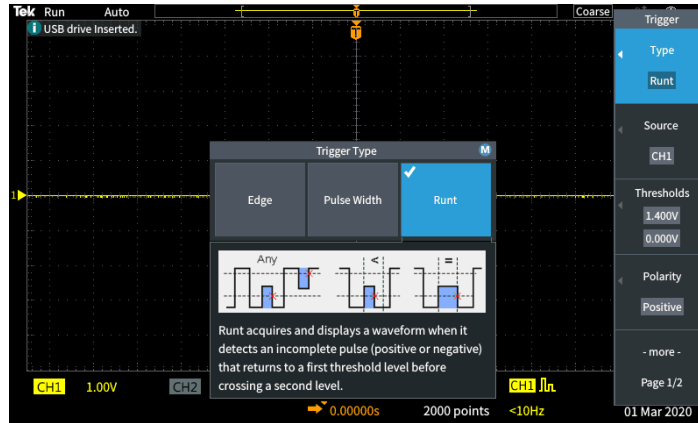 Tek Run Auto Coarse
USB drive Inserted.
Trigger
Type
Runt
Source
CH1
Thresholds
1.400V
0.000V
Polarity
Positive
- more -
Page 1/2
Trigger Type M
Edge Pulse Width Runt
Any < =
Runt acquires and displays a waveform when it
detects an incomplete pulse (positive or negative)
that returns to a first threshold level before
crossing a second level.
1
CH1 1.00V CH2 CH1
0.00000s 2000 points <10Hz 01 Mar 2020